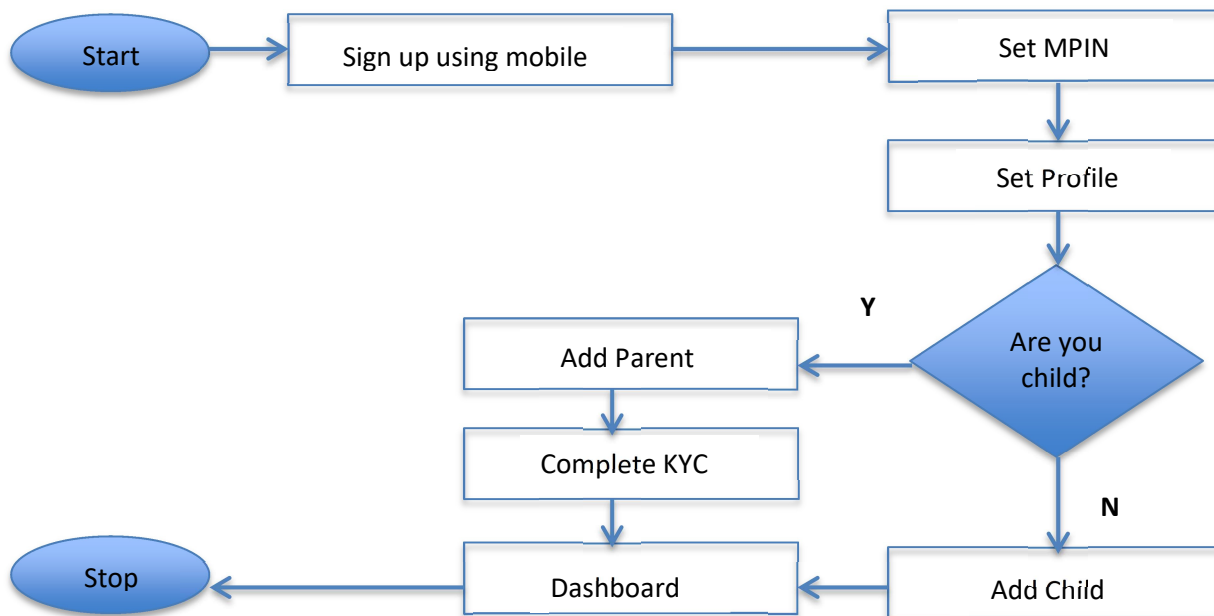 Start
Sign up using mobile
Set MPIN
Set Profile
Are you
child?
Y
Add Parent
Complete KYC
N
Add Child
Dashboard
Stop